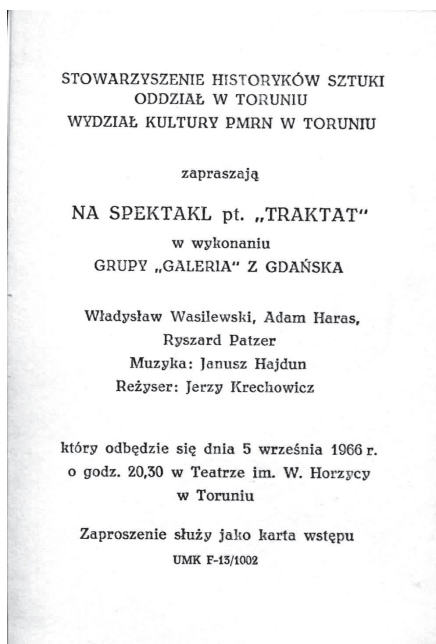 STOWARZYSZENIE HISTORYKÓW SZTUKI
ODDZIAŁ W TORUNIU
WYDZIAŁ KULTURY PMRN W TORUNIU
zapraszają
NA SPEKTAKL pt. „TRAKTAT"
w wykonaniu
GRUPY „GALERIA" Z GDAŃSKA
Władysław Wasilewski, Adam Haras,
Ryszard Patzer
Muzyka: Janusz Hajdun
Reżyser: Jerzy Krechowicz
który odbędzie się dnia 5 września 1966 r.
o godz. 20,30 w Teatrze im. W. Horzycy
w Toruniu
Zaproszenie służy jako karta wstępu
UMK F-13/1002